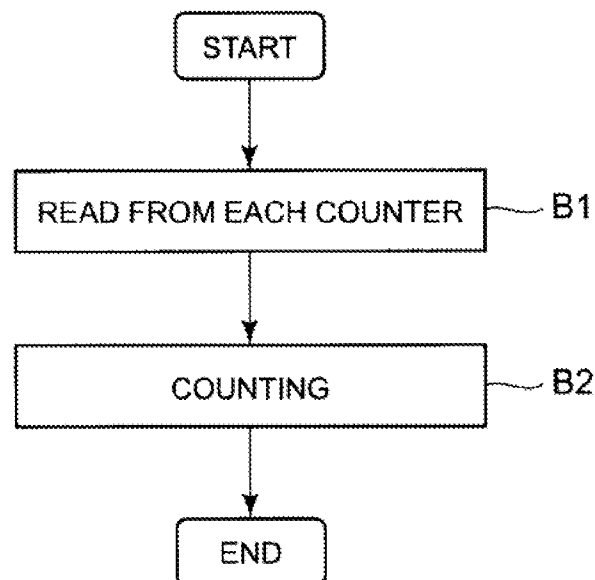 START
READ FROM EACH COUNTER
B1
COUNTING
B2
END